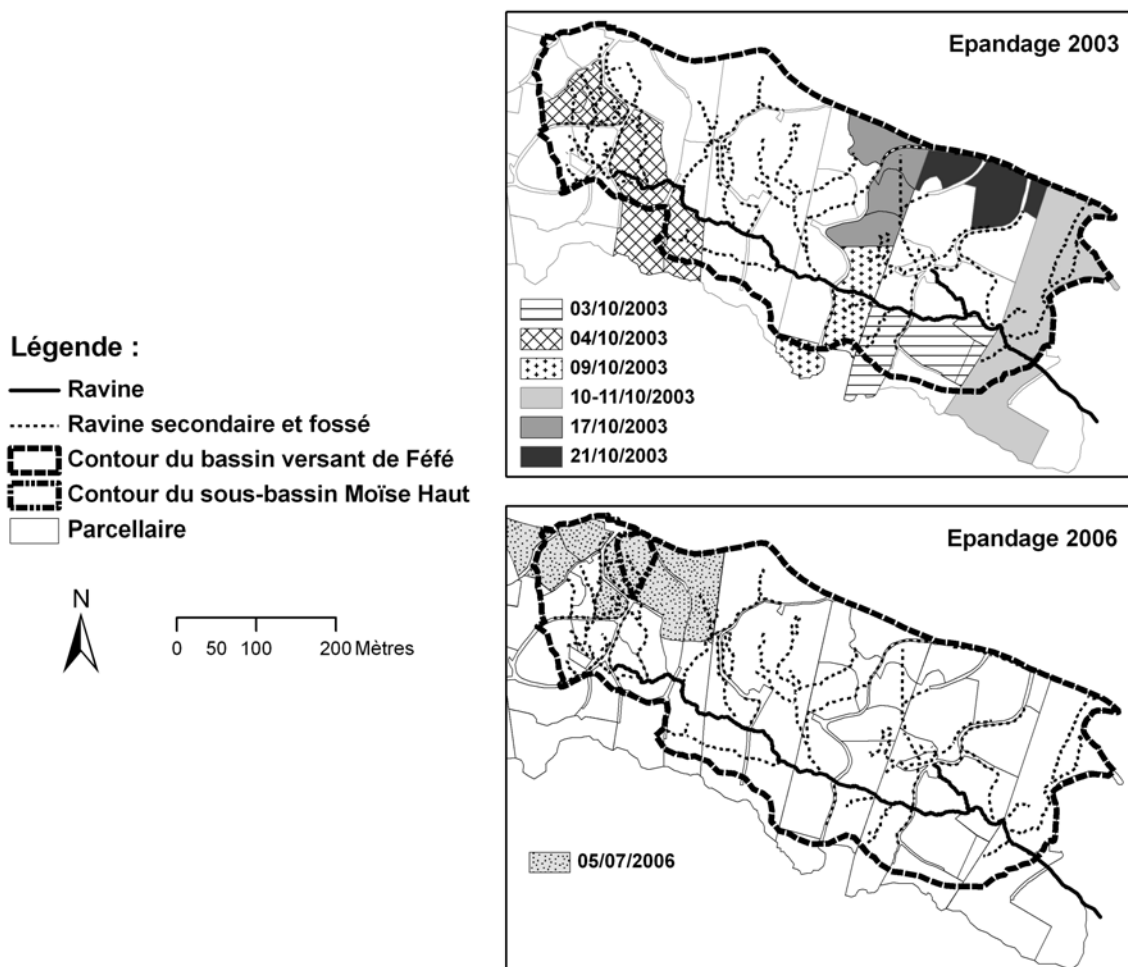 Epandage 2003
03/10/2003
04/10/2003
09/10/2003
10-11/10/2003
17/10/2003
21/10/2003
Légende :
Ravine
Ravine secondaire et fossé
Contour du bassin versant de Féfé
Contour du sous-bassin Moïse Haut
Parcellaire
N
0 50 100 200 Mètres
Epandage 2006
05/07/2006